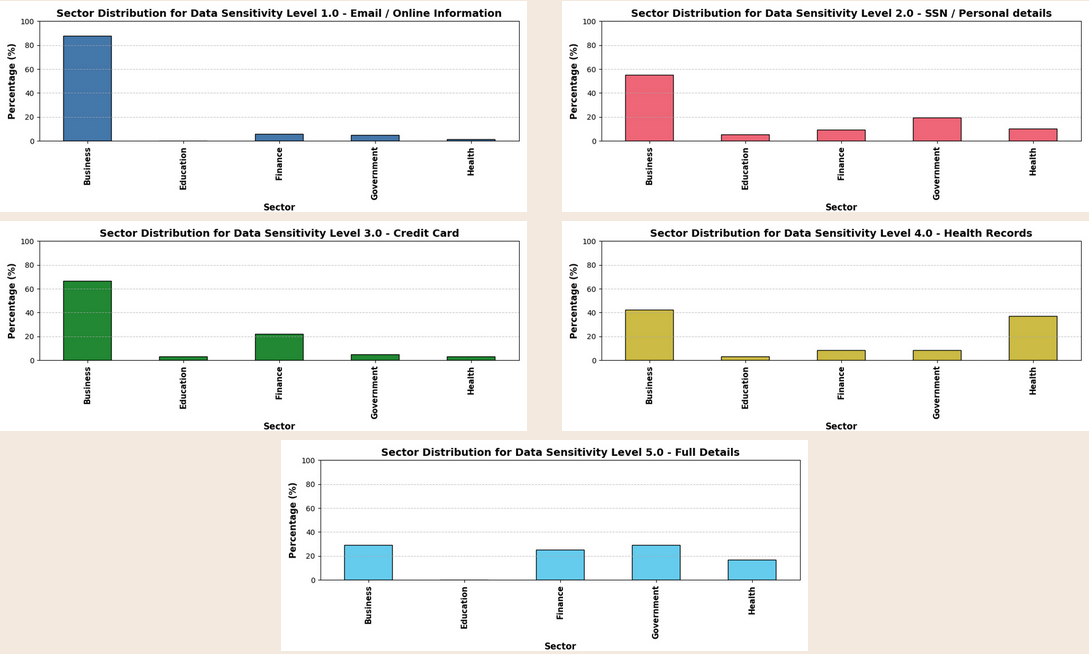 Sector Distribution for Data Sensitivity Level 1.0 - Email / Online Information
Percentage (%)
100
80
60
40
20
0
Business
Education
Finance
Government
Health
Sector
Sector Distribution for Data Sensitivity Level 2.0 - SSN / Personal details
Percentage (%)
100
80
60
40
20
0
Business
Education
Finance
Government
Health
Sector
Sector Distribution for Data Sensitivity Level 3.0 - Credit Card
Percentage (%)
100
80
60
40
20
0
Business
Education
Finance
Government
Health
Sector
Sector Distribution for Data Sensitivity Level 4.0 - Health Records
Percentage (%)
100
80
60
40
20
0
Business
Education
Finance
Government
Health
Sector
Sector Distribution for Data Sensitivity Level 5.0 - Full Details
Percentage (%)
100
80
60
40
20
0
Business
Education
Finance
Government
Health
Sector